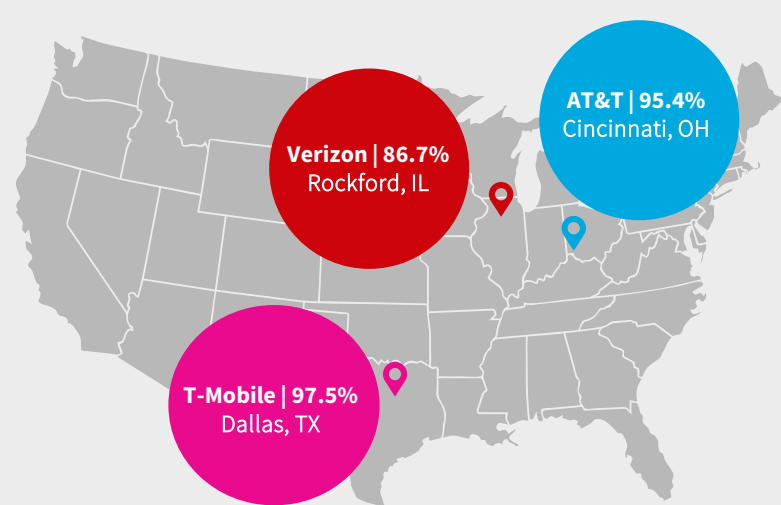 AT&T | 95.4%
Cincinnati, OH
Verizon | 86.7%
Rockford, IL
T-Mobile | 97.5%
Dallas, TX